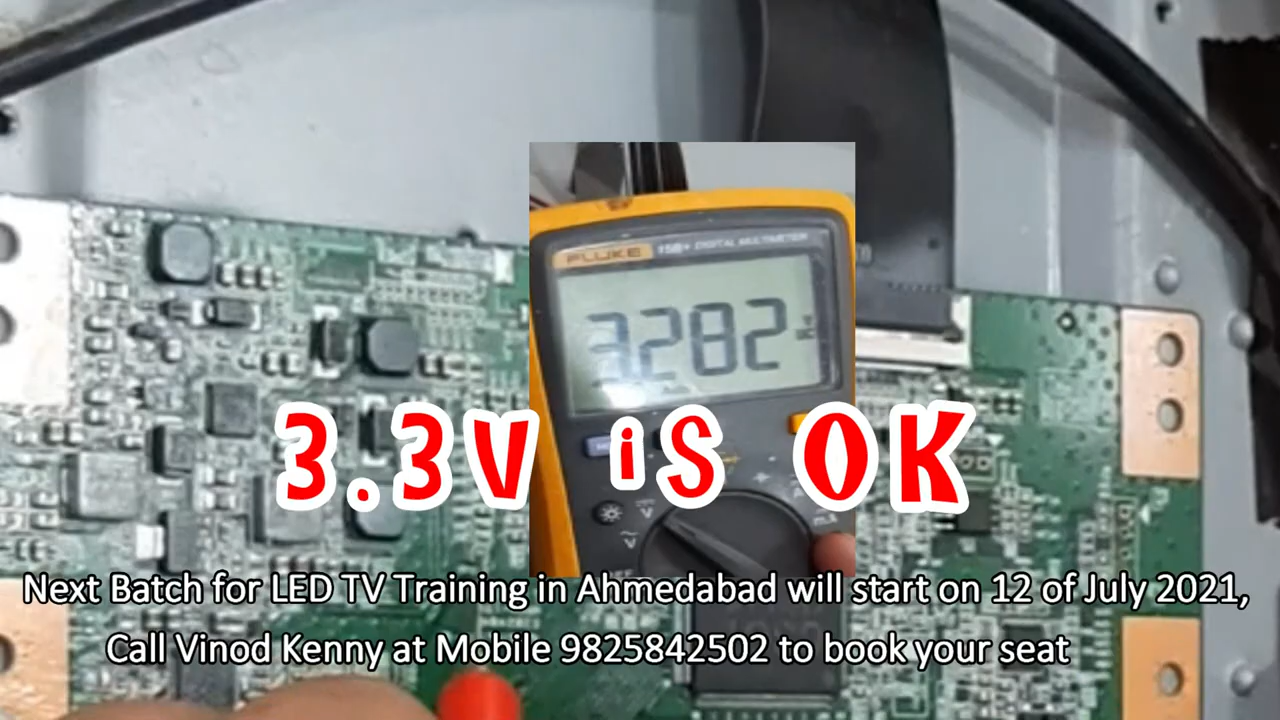 FLUKE 15B+ DIGITAL MULTIMETER
3.282
3.3V is OK
Next Batch for LED TV Training in Ahmedabad will start on 12 of July 2021,
Call Vinod Kenny at Mobile 9825842502 to book your seat